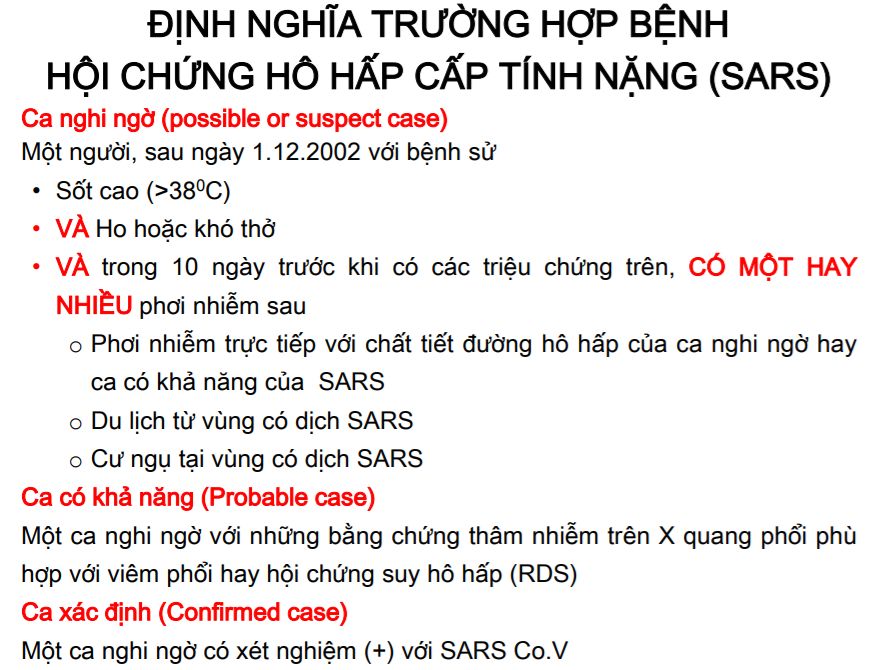 ĐỊNH NGHĨA TRƯỜNG HỢP BỆNH
HỘI CHỨNG HÔ HẤP CẤP TÍNH NẶNG (SARS)
Ca nghi ngờ (possible or suspect case)
Một người, sau ngày 1.12.2002 với bệnh sử
• Sốt cao (>38⁰C)
• VÀ Ho hoặc khó thở
• VÀ trong 10 ngày trước khi có các triệu chứng trên, CÓ MỘT HAY
NHIỀU phơi nhiễm sau
o Phơi nhiễm trực tiếp với chất tiết đường hô hấp của ca nghi ngờ hay
ca có khả năng của SARS
o Du lịch từ vùng có dịch SARS
o Cư ngụ tại vùng có dịch SARS
Ca có khả năng (Probable case)
Một ca nghi ngờ với những bằng chứng thâm nhiễm trên X quang phổi phù
hợp với viêm phổi hay hội chứng suy hô hấp (RDS)
Ca xác định (Confirmed case)
Một ca nghi ngờ có xét nghiệm (+) với SARS Co.V